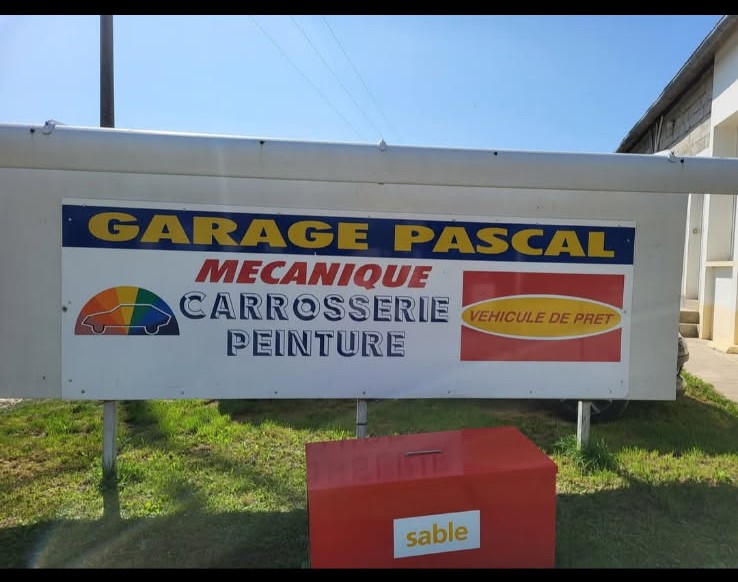 GARAGE PASCAL
MECANIQUE
CARROSSERIE
PEINTURE
VEHICULE DE PRET
sable